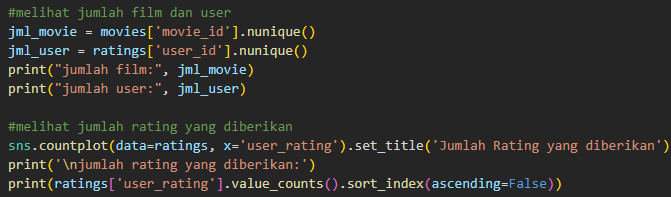 #melihat jumlah film dan user
jml_movie = movies['movie_id'].nunique()
jml_user = ratings['user_id'].nunique()
print("jumlah film:", jml_movie)
print("jumlah user:", jml_user)
#melihat jumlah rating yang diberikan
sns.countplot(data=ratings, x='user_rating').set_title('Jumlah Rating yang diberikan')
print('\njumlah rating yang diberikan:')
print(ratings['user_rating'].value_counts().sort_index(ascending=False))